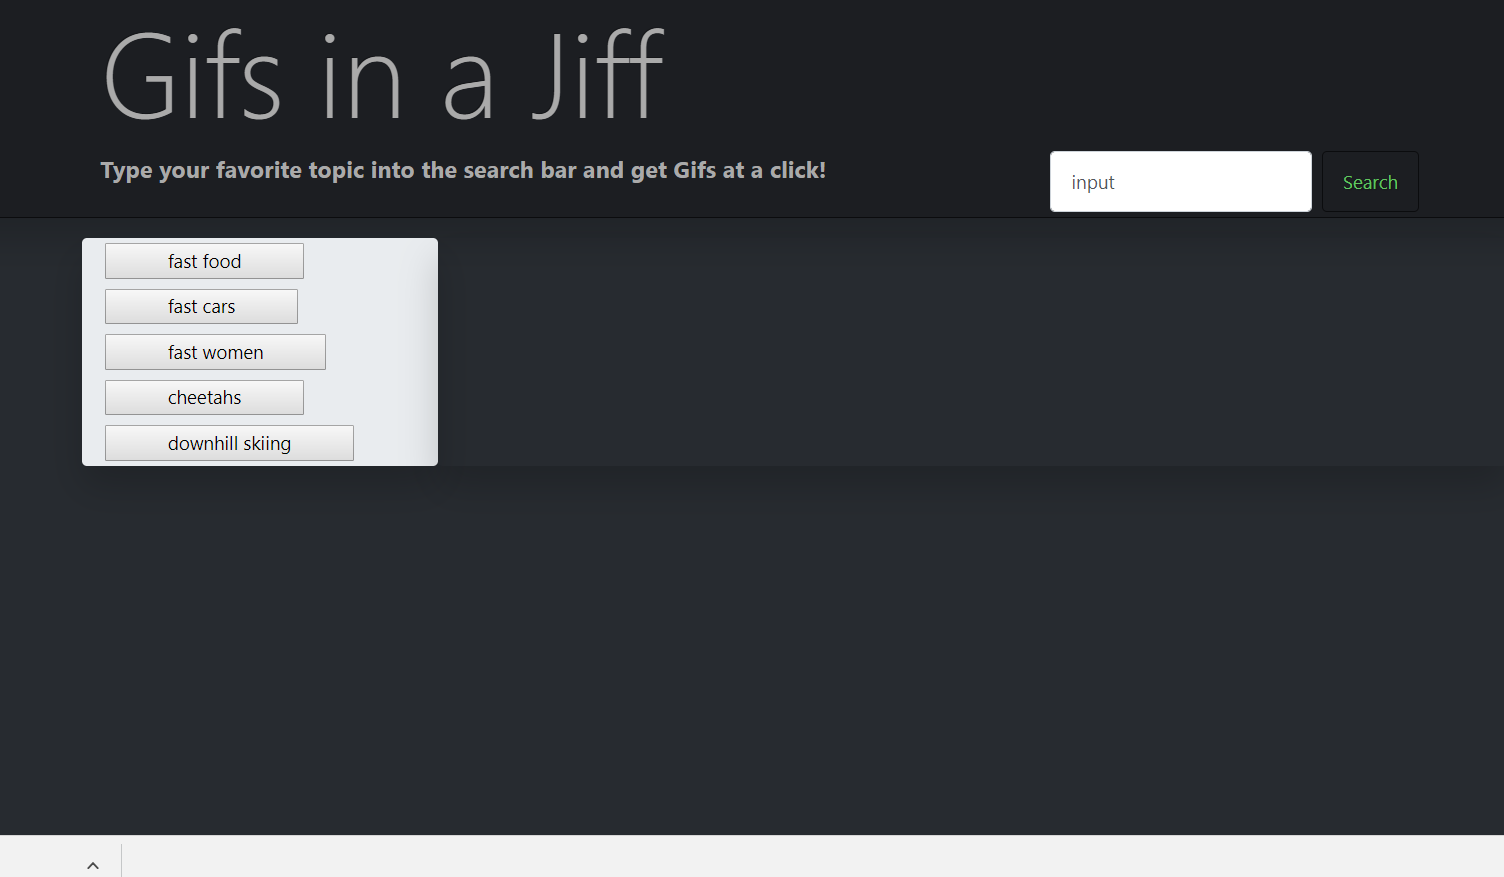 Gifs in a Jiff
Type your favorite topic into the search bar and get Gifs at a click!
input
Search
fast food
fast cars
fast women
cheetahs
downhill skiing